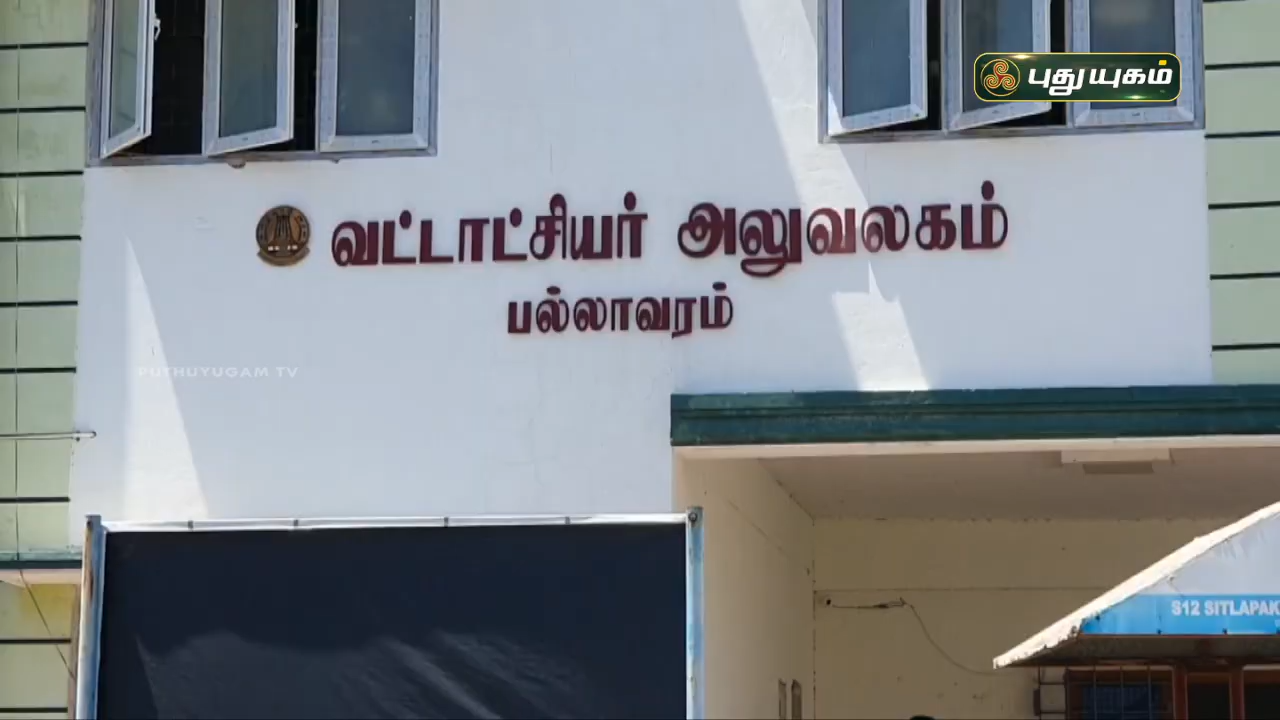 புதுயுகம்
வட்டாட்சியர் அலுவலகம்
பல்லாவரம்
PUTHUYUGAM TV
S12 SITLAPAK